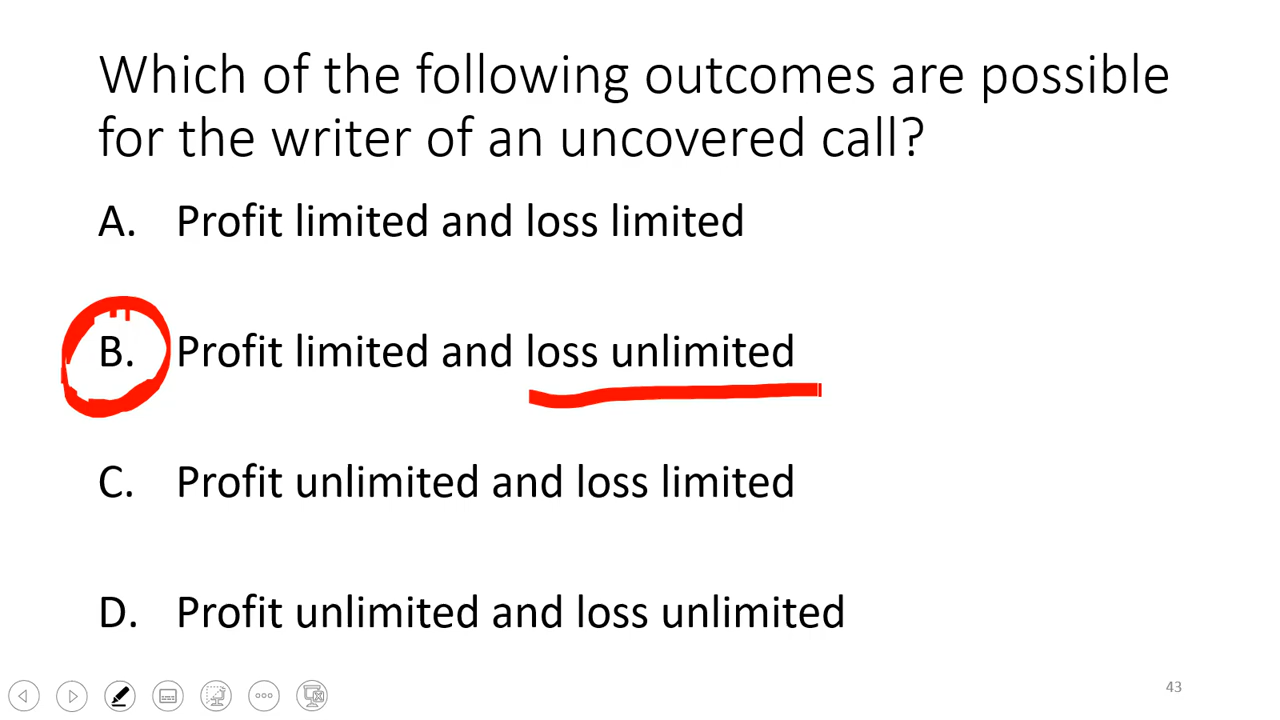 Which of the following outcomes are possible
for the writer of an uncovered call?
A. Profit limited and loss limited
B. Profit limited and loss unlimited
C. Profit unlimited and loss limited
D. Profit unlimited and loss unlimited
43